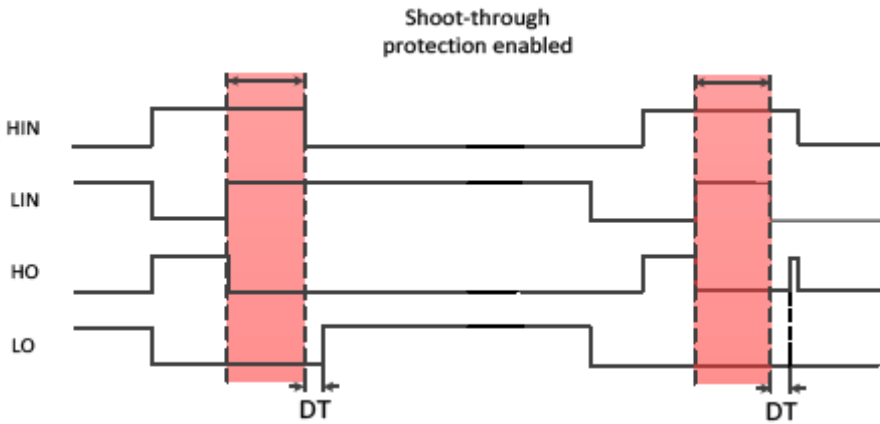 Shoot-through
protection enabled
HIN
LIN
HO
LO
DT
DT